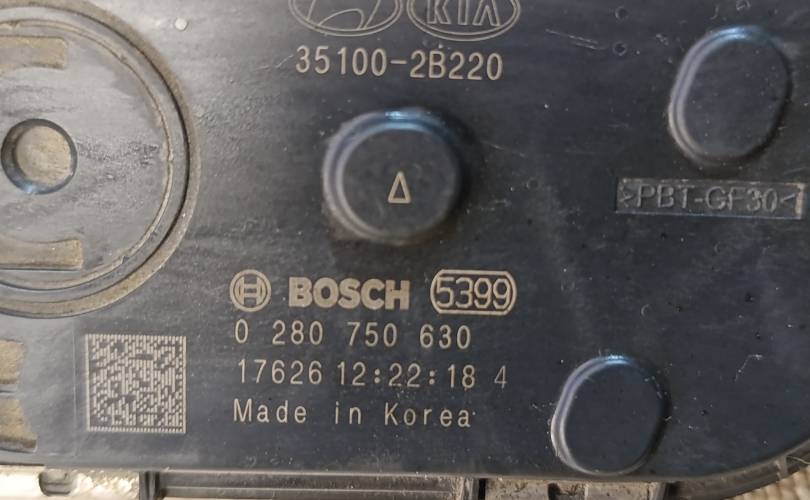 KIA
35100-2B220
Δ
>PBT-GF30<
BOSCH 5399
0 280 750 630
17626 12:22:18 4
Made in Korea